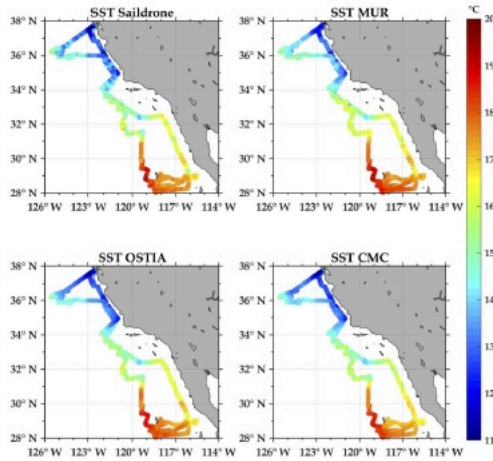 SST Saildrone
38° N
36° N
34° N
32° N
30° N
28° N
126° W
123° W
120° W
117° W
114° W
SST MUR
38° N
36° N
34° N
32° N
30° N
28° N
126° W
123° W
120° W
117° W
114° W
SST OSTIA
38° N
36° N
34° N
32° N
30° N
28° N
126° W
123° W
120° W
117° W
114° W
SST CMC
38° N
36° N
34° N
32° N
30° N
28° N
126° W
123° W
120° W
117° W
114° W
°C
20
19
18
17
16
15
14
13
12
11